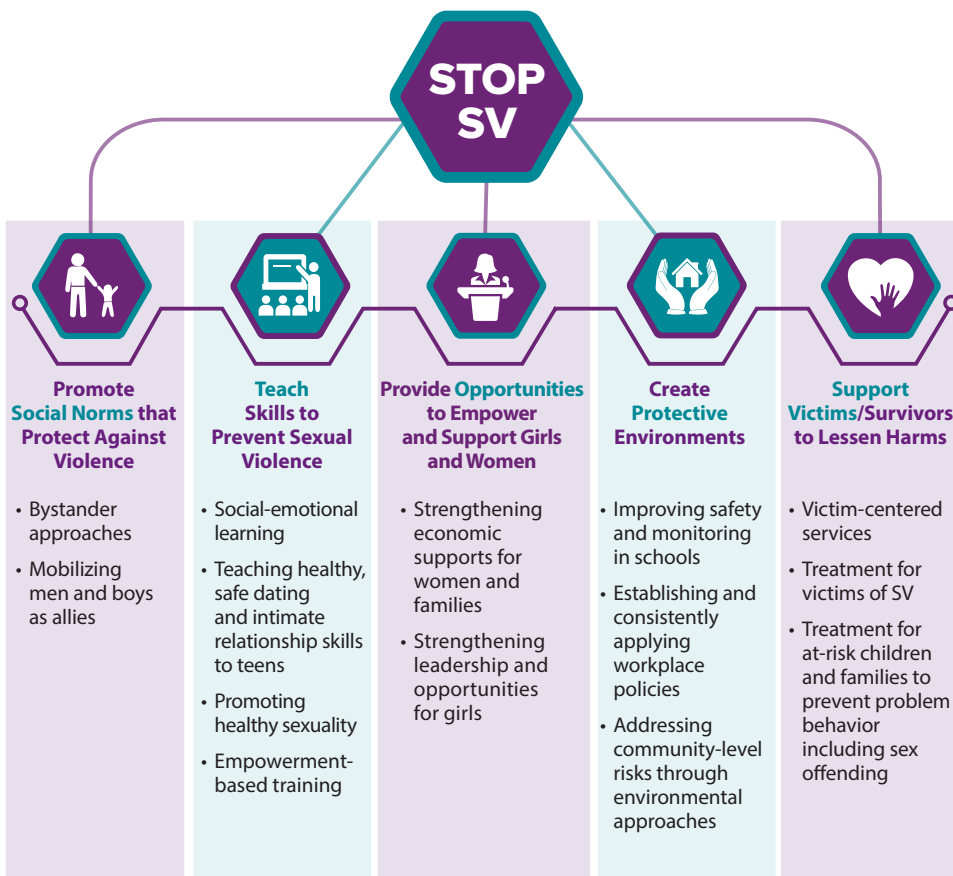 STOP
SV
Promote
Social Norms that
Protect Against
Violence
• Bystander
approaches
• Mobilizing
men and boys
as allies
Teach
Skills to
Prevent Sexual
Violence
• Social-emotional
learning
• Teaching healthy,
safe dating
and intimate
relationship skills
to teens
• Promoting
healthy sexuality
• Empowerment-
based training
Provide Opportunities
to Empower
and Support Girls
and Women
• Strengthening
economic
supports for
women and
families
• Strengthening
leadership and
opportunities
for girls
Create
Protective
Environments
• Improving safety
and monitoring
in schools
• Establishing and
consistently
applying
workplace
policies
• Addressing
community-level
risks through
environmental
approaches
Support
Victims/Survivors
to Lessen Harms
• Victim-centered
services
• Treatment for
victims of SV
• Treatment for
at-risk children
and families to
prevent problem
behavior
including sex
offending